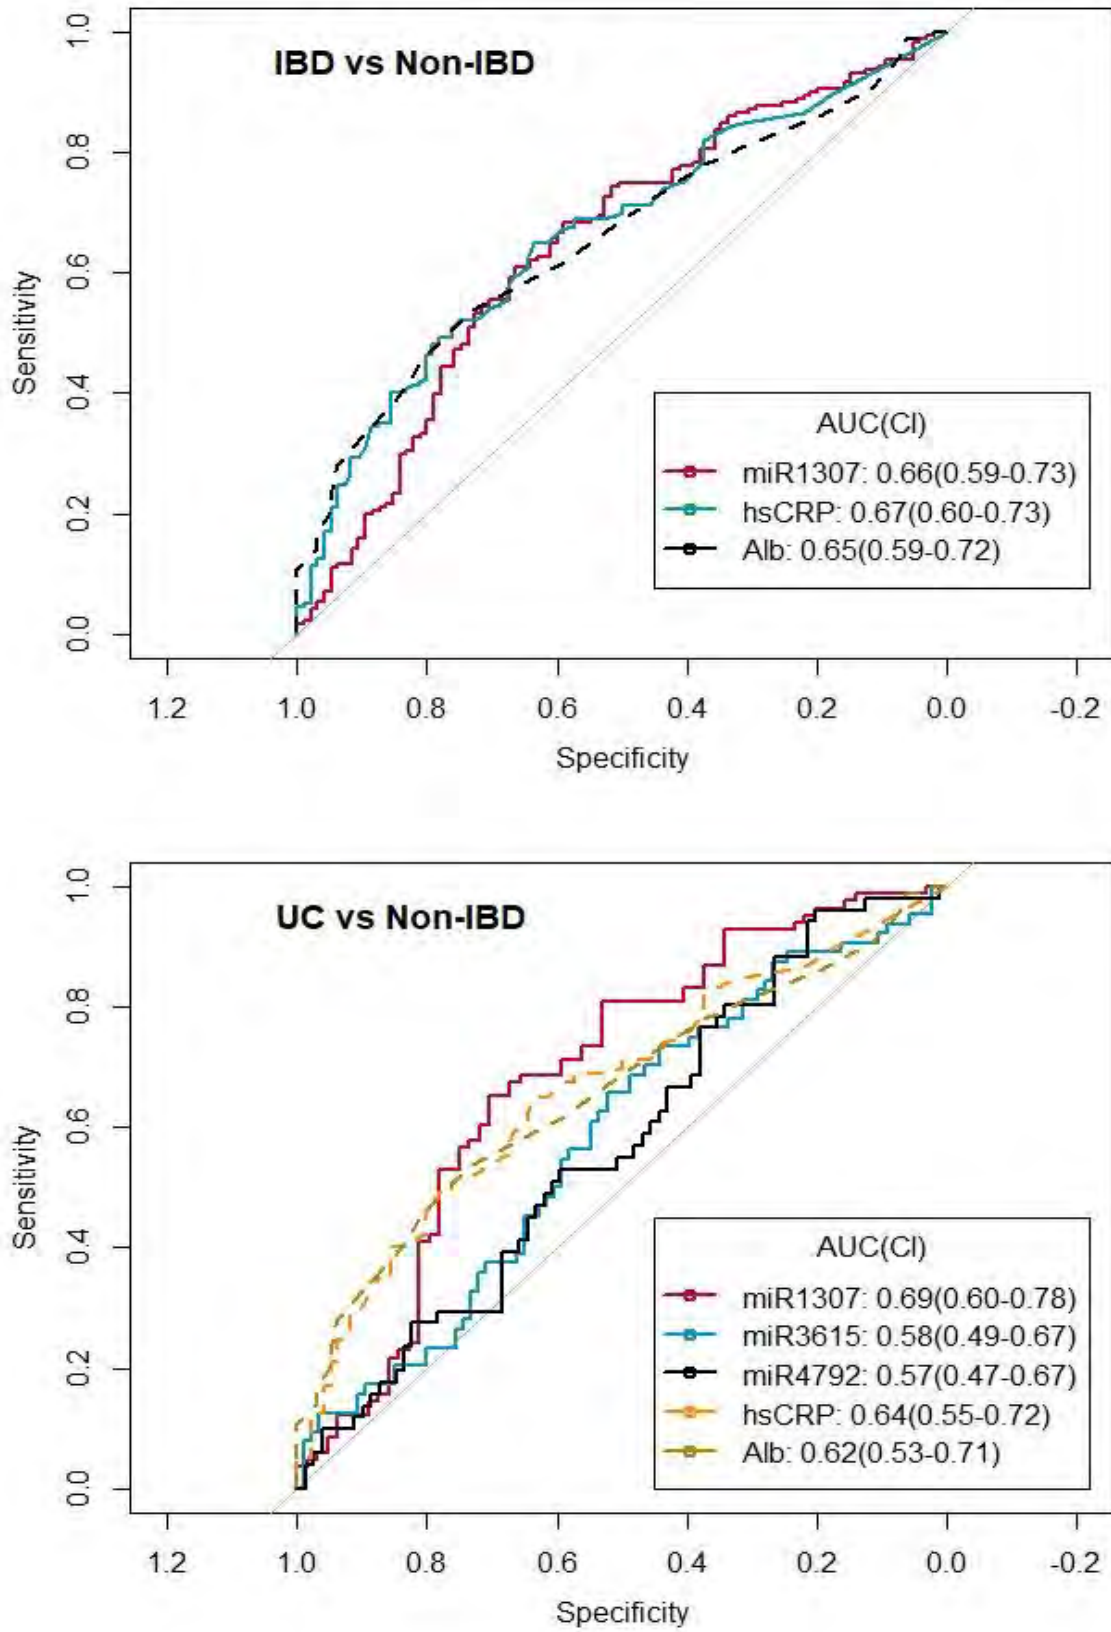 IBD vs Non-IBD
1.0
0.8
0.6
0.4
0.2
0.0
Sensitivity
AUC(CI)
miR1307: 0.66(0.59-0.73)
hsCRP: 0.67(0.60-0.73)
Alb: 0.65(0.59-0.72)
1.2 1.0 0.8 0.6 0.4 0.2 0.0 -0.2
Specificity
UC vs Non-IBD
1.0
0.8
0.6
0.4
0.2
0.0
Sensitivity
AUC(CI)
miR1307: 0.69(0.60-0.78)
miR3615: 0.58(0.49-0.67)
miR4792: 0.57(0.47-0.67)
hsCRP: 0.64(0.55-0.72)
Alb: 0.62(0.53-0.71)
1.2 1.0 0.8 0.6 0.4 0.2 0.0 -0.2
Specificity